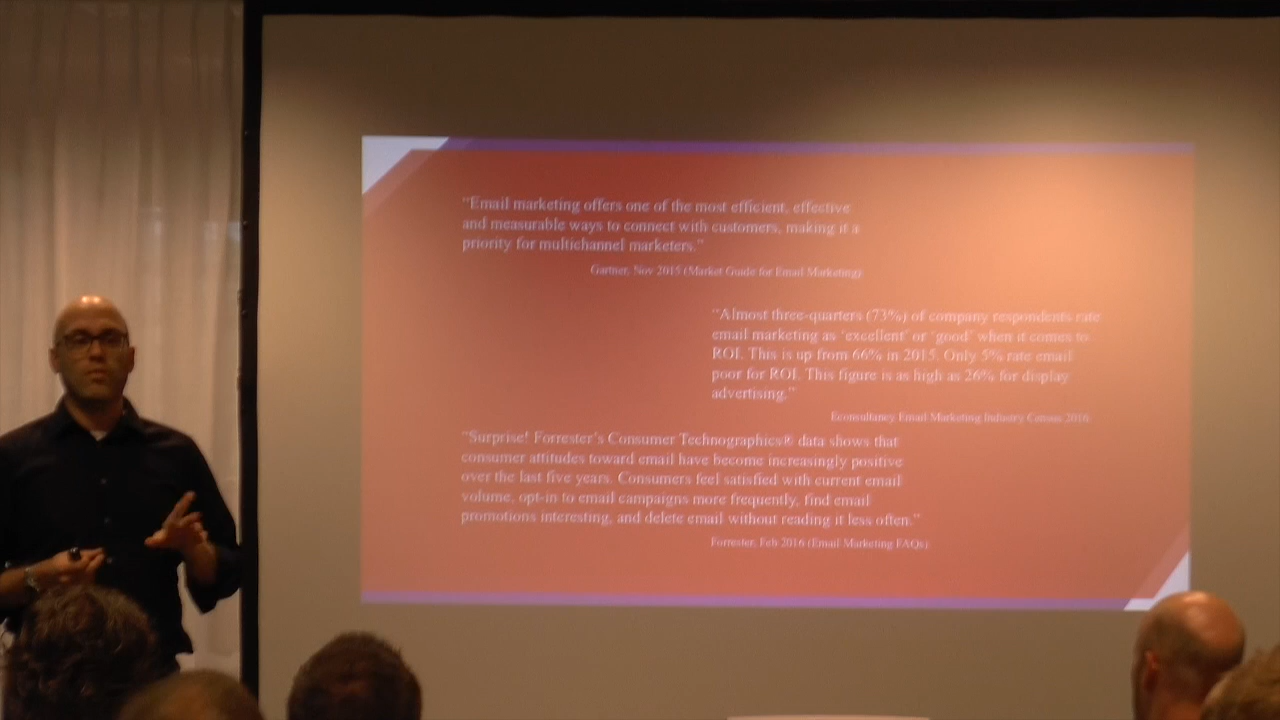 "Email marketing offers one of the most efficient, effective
and measurable ways to connect with customers, making it a
priority for multichannel marketers."
Gartner, Nov 2015 (Market Guide for Email Marketing)
"Almost three-quarters (73%) of company respondents rate
email marketing as 'excellent' or 'good' when it comes to
ROI. This is up from 66% in 2015. Only 5% rate email
poor for ROI. This figure is as high as 26% for display
advertising."
Econsultancy Email Marketing Industry Census 2016
"Surprise! Forrester's Consumer Technographics® data shows that
consumer attitudes toward email have become increasingly positive
over the last five years. Consumers feel satisfied with current email
volume, opt-in to email campaigns more frequently, find email
promotions interesting, and delete email without reading it less often."
Forrester, Feb 2016 (Email Marketing FAQs)